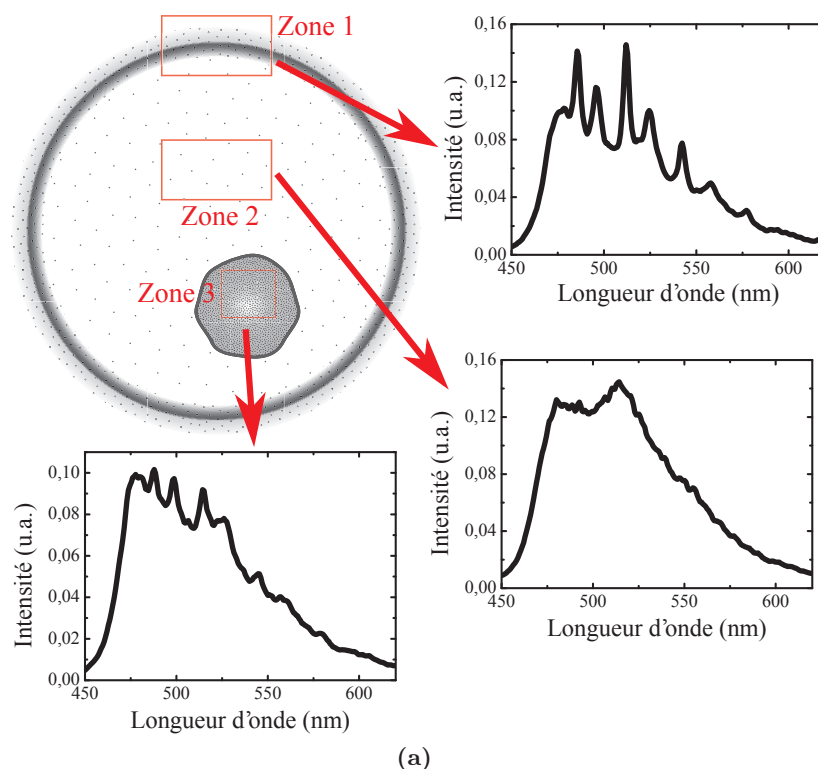 Zone 1
Zone 2
Zone 3
Intensité (u.a.)
0,16
0,12
0,08
0,04
0,00
450 500 550 600
Longueur d'onde (nm)
Intensité (u.a.)
0,16
0,12
0,08
0,04
0,00
450 500 550 600
Longueur d'onde (nm)
Intensité (u.a.)
0,10
0,08
0,06
0,04
0,02
0,00
450 500 550 600
Longueur d'onde (nm)
(a)